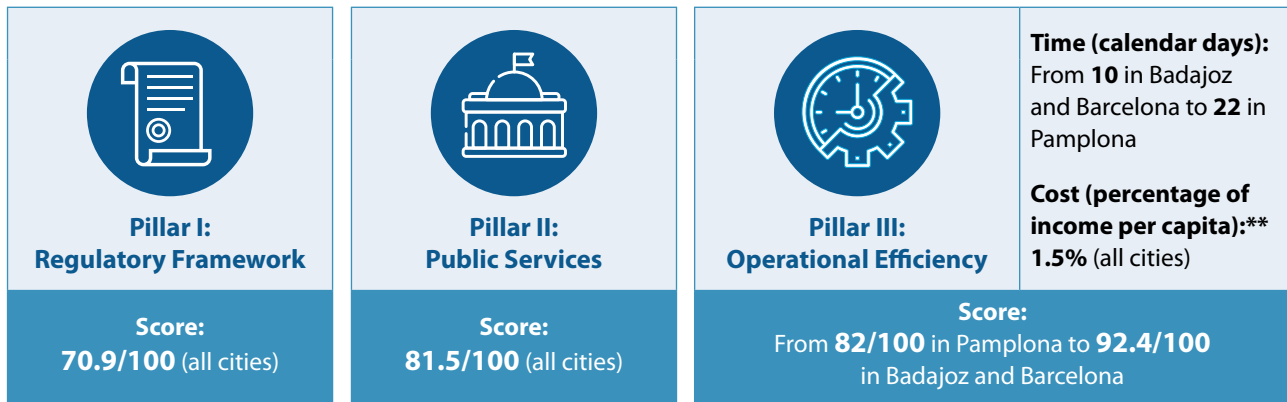 Pillar I:
Regulatory Framework
Score:
70.9/100 (all cities)
Pillar II:
Public Services
Score:
81.5/100 (all cities)
Pillar III:
Operational Efficiency
Time (calendar days):
From 10 in Badajoz
and Barcelona to 22 in
Pamplona
Cost (percentage of
income per capita):**
1.5% (all cities)
Score:
From 82/100 in Pamplona to 92.4/100
in Badajoz and Barcelona